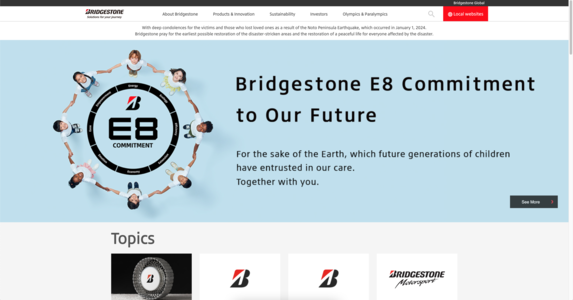 Bridgestone Global
BRIDGESTONE
Solutions for your journey
About Bridgestone
Products & Innovation
Sustainability
Investors
Olympics & Paralympics
Local websites
With deep condolences for the victims and those who lost loved ones as a result of the Noto Peninsula Earthquake, which occurred in January 1, 2024
Bridgestone pray for the earliest possible restoration of the disaster-stricken areas and the restoration of a peaceful life for everyone affected by the disaster.
Energy
Economy
E8
COMMITMENT
Bridgestone E8 Commitment
to Our Future
For the sake of the Earth, which future generations of children
have entrusted in our care.
Together with you.
See More
Topics
BRIDGESTONE
Motorsport